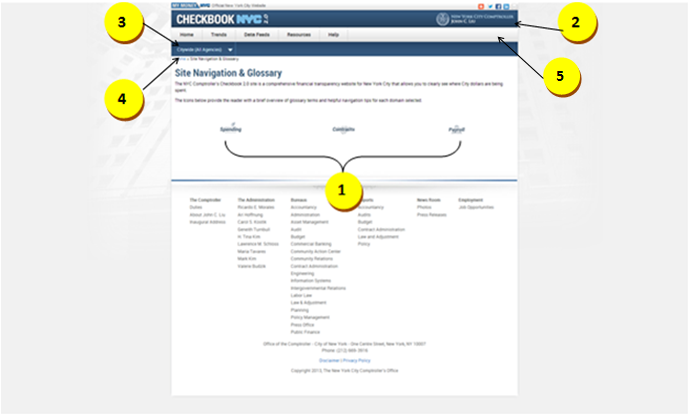 Official New York City Website
CHECKBOOK NYC
NEW YORK CITY COMPTROLLER
JOHN C. LIU
Home Trends Data Feeds Resources Help
Citywide (All Agencies)
Site Navigation & Glossary
Site Navigation & Glossary
The NYC Comptroller's Checkbook 2.0 site is a comprehensive financial transparency website for New York City that allows you to clearly see where City dollars are being
spent.
The icons below provide the reader with a brief overview of glossary terms and helpful navigation tips for each domain selected.
Spending
Contracts
Payroll
1
2
3
4
5
The Comptroller
Duties
About John C. Liu
Inaugural Address
The Administration
Ricardo E. Morales
Ari Hoffnung
Carol S. Kostik
H. Tina Kim
Lawrence M. Schloss
Maria Tavares
Mark Kim
Valerie Budzik
Bureaus
Accountancy
Administration
Asset Management
Audit
Budget
Commercial Banking
Community Action Center
Community Relations
Contract Administration
Engineering
Information Systems
Intergovernmental Relations
Labor Law
Law & Adjustment
Planning
Policy Management
Press Office
Public Finance
Accountancy
Audits
Budget
Contract Administration
Law and Adjustment
Policy
News Room
Photos
Press Releases
Employment
Job Opportunities
Office of the Comptroller - City of New York - One Centre Street, New York, NY 10007
Phone: (212) 669-3916
Disclaimer | Privacy Policy
Copyright 2013, The New York City Comptroller's Office